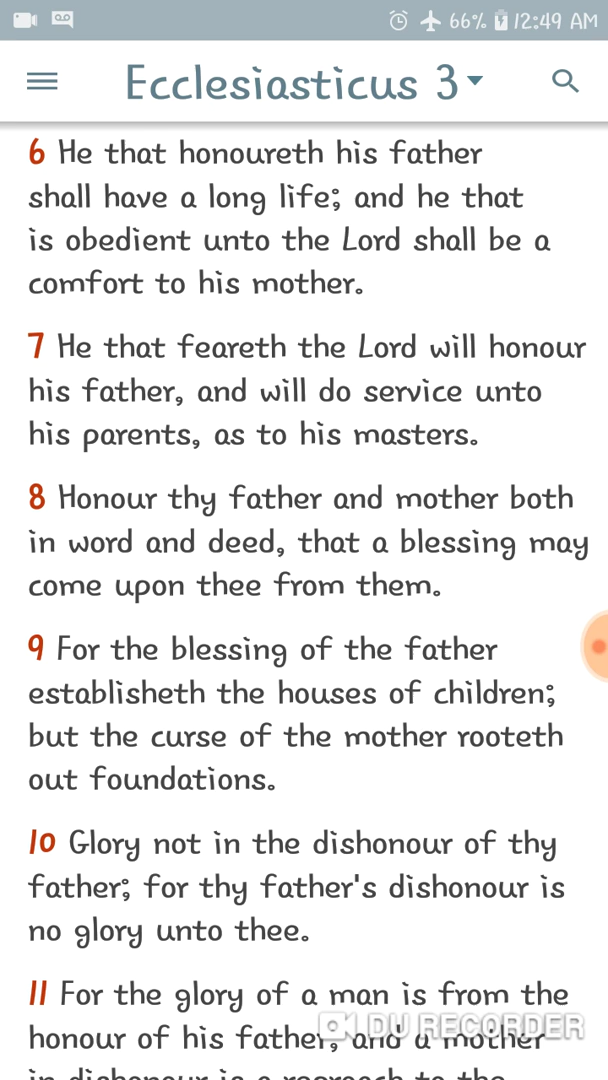 66% 12:49 AM
Ecclesiasticus 3
6 He that honoureth his father
shall have a long life; and he that
is obedient unto the Lord shall be a
comfort to his mother.
7 He that feareth the Lord will honour
his father, and will do service unto
his parents, as to his masters.
8 Honour thy father and mother both
in word and deed, that a blessing may
come upon thee from them.
9 For the blessing of the father
establisheth the houses of children;
but the curse of the mother rooteth
out foundations.
10 Glory not in the dishonour of thy
father; for thy father's dishonour is
no glory unto thee.
11 For the glory of a man is from the
honour of his father; and a mother
DU RECORDER
in dishonour is a reproach to the